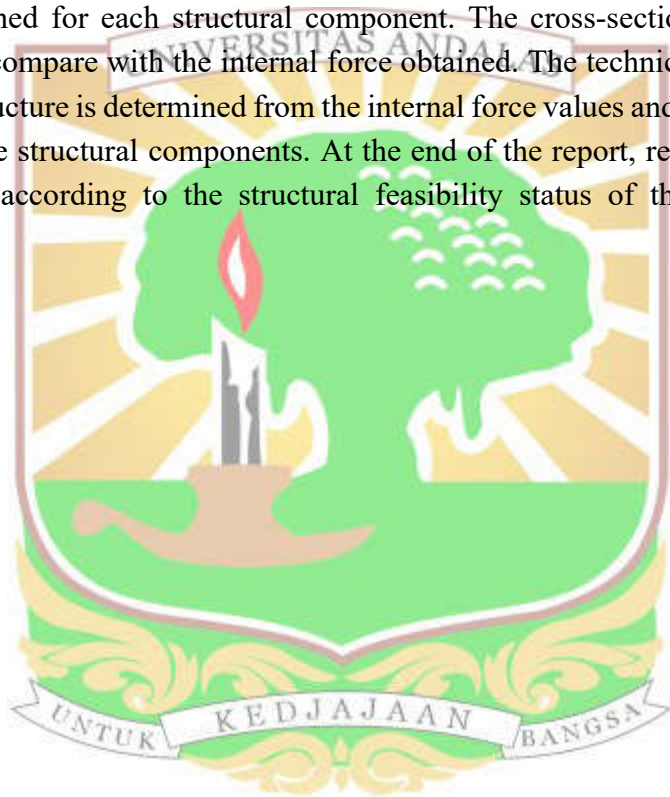 ned for each structural component. The cross-sectio
UNIVERSITAS ANDALAS
compare with the internal force obtained. The technic
ucture is determined from the internal force values and
e structural components. At the end of the report, re
according to the structural feasibility status of th
UNTUK KEDJAJAAN BANGSA